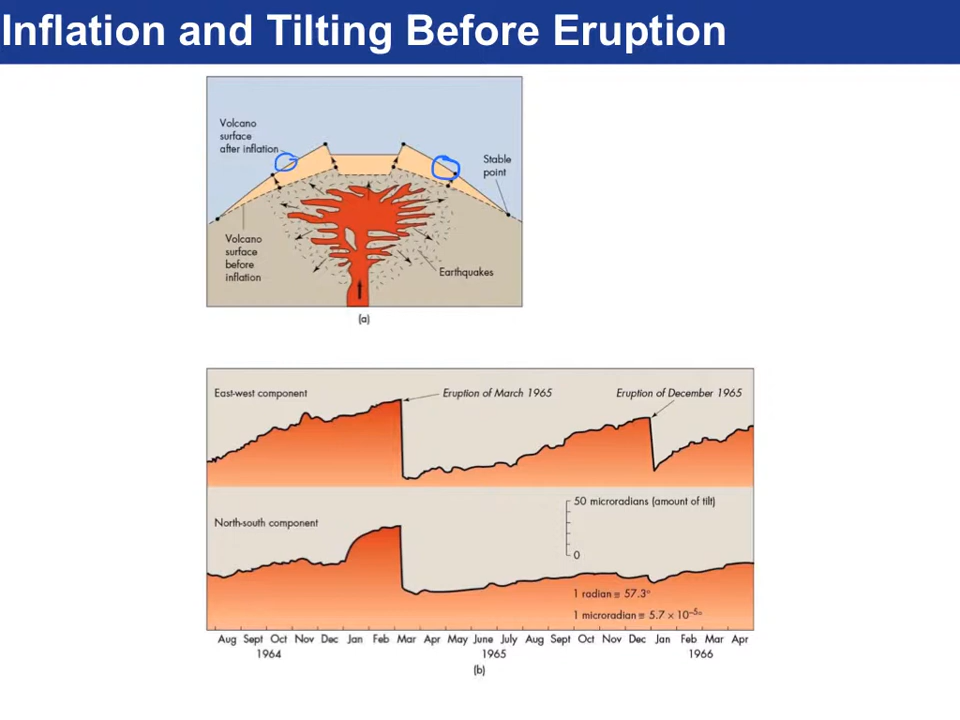 Inflation and Tilting Before Eruption
Volcano
surface
after inflation
Stable
point
Volcano
surface
before
inflation
Earthquakes
(a)
East-west component
Eruption of March 1965
Eruption of December 1965
50 microradians (amount of tilt)
North-south component
0
1 radian ≡ 57.3°
1 microradian ≡ 5.7 × 10⁻⁵°
Aug Sept Oct Nov Dec Jan Feb Mar Apr May June July Aug Sept Oct Nov Dec Jan Feb Mar Apr
1964 1965 1966
(b)